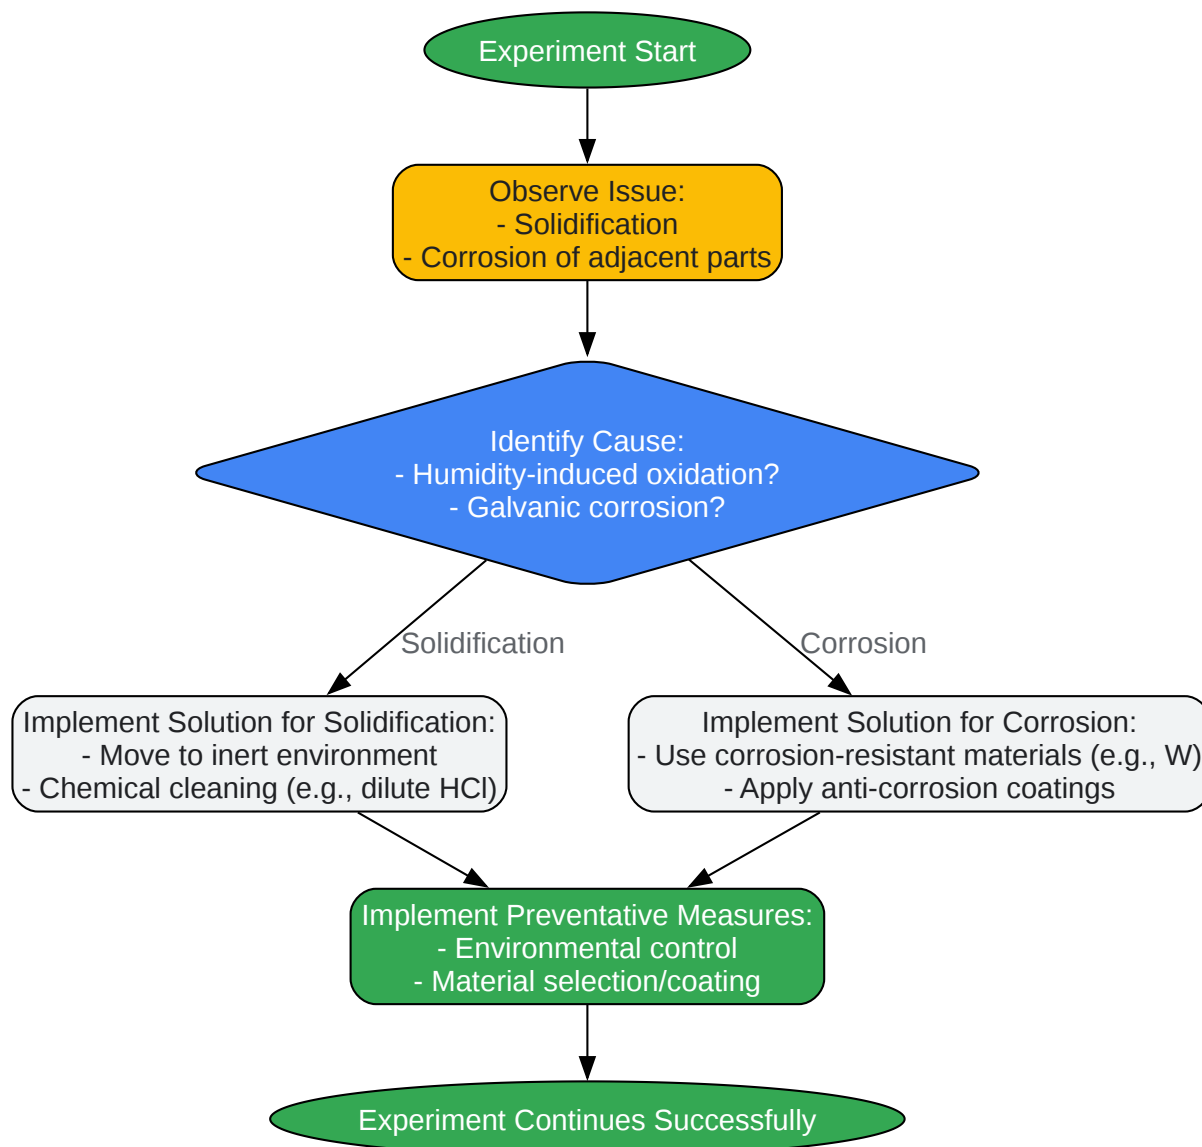 Experiment Start
Observe Issue:
- Solidification
- Corrosion of adjacent parts
Identify Cause:
- Humidity-induced oxidation?
- Galvanic corrosion?
Solidification
Corrosion
Implement Solution for Solidification:
- Move to inert environment
- Chemical cleaning (e.g., dilute HCl)
Implement Solution for Corrosion:
- Use corrosion-resistant materials (e.g., W)
- Apply anti-corrosion coatings
Implement Preventative Measures:
- Environmental control
- Material selection/coating
Experiment Continues Successfully